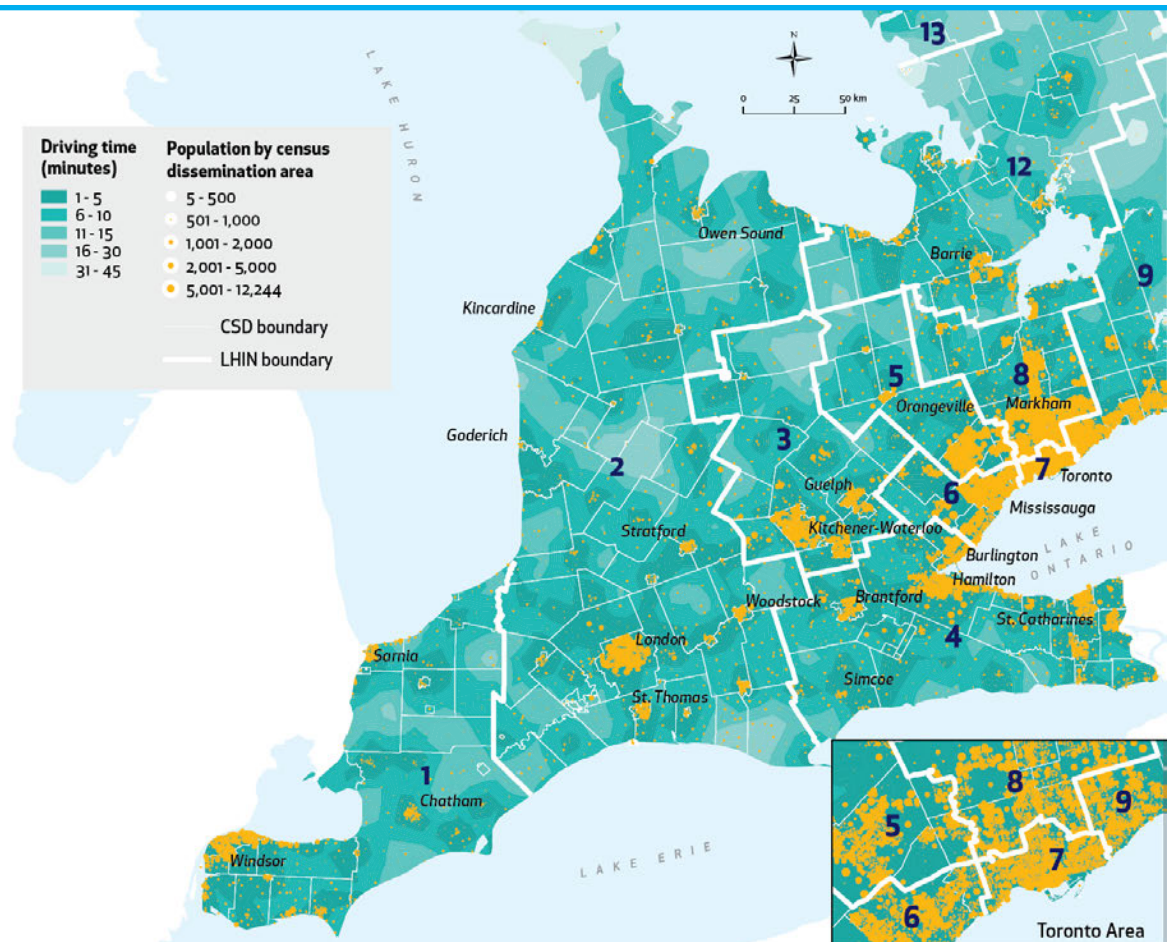 LAKE HURON
N
0 25 50 km
13
12
9
Driving time
(minutes)
1 - 5
6 - 10
11 - 15
16 - 30
31 - 45
Population by census
dissemination area
5 - 500
501 - 1,000
1,001 - 2,000
2,001 - 5,000
5,001 - 12,244
CSD boundary
LHIN boundary
Owen Sound
Barrie
Kincardine
5
8
Orangeville
Markham
Goderich
2
3
Guelph
7
Toronto
6
Mississauga
Stratford
Kitchener-Waterloo
Burlington
LAKE
ONTARIO
Hamilton
Woodstock
Brantford
St. Catharines
4
London
Sarnia
Simcoe
St. Thomas
1
Chatham
Windsor
LAKE ERIE
8
9
5
7
6
Toronto Area